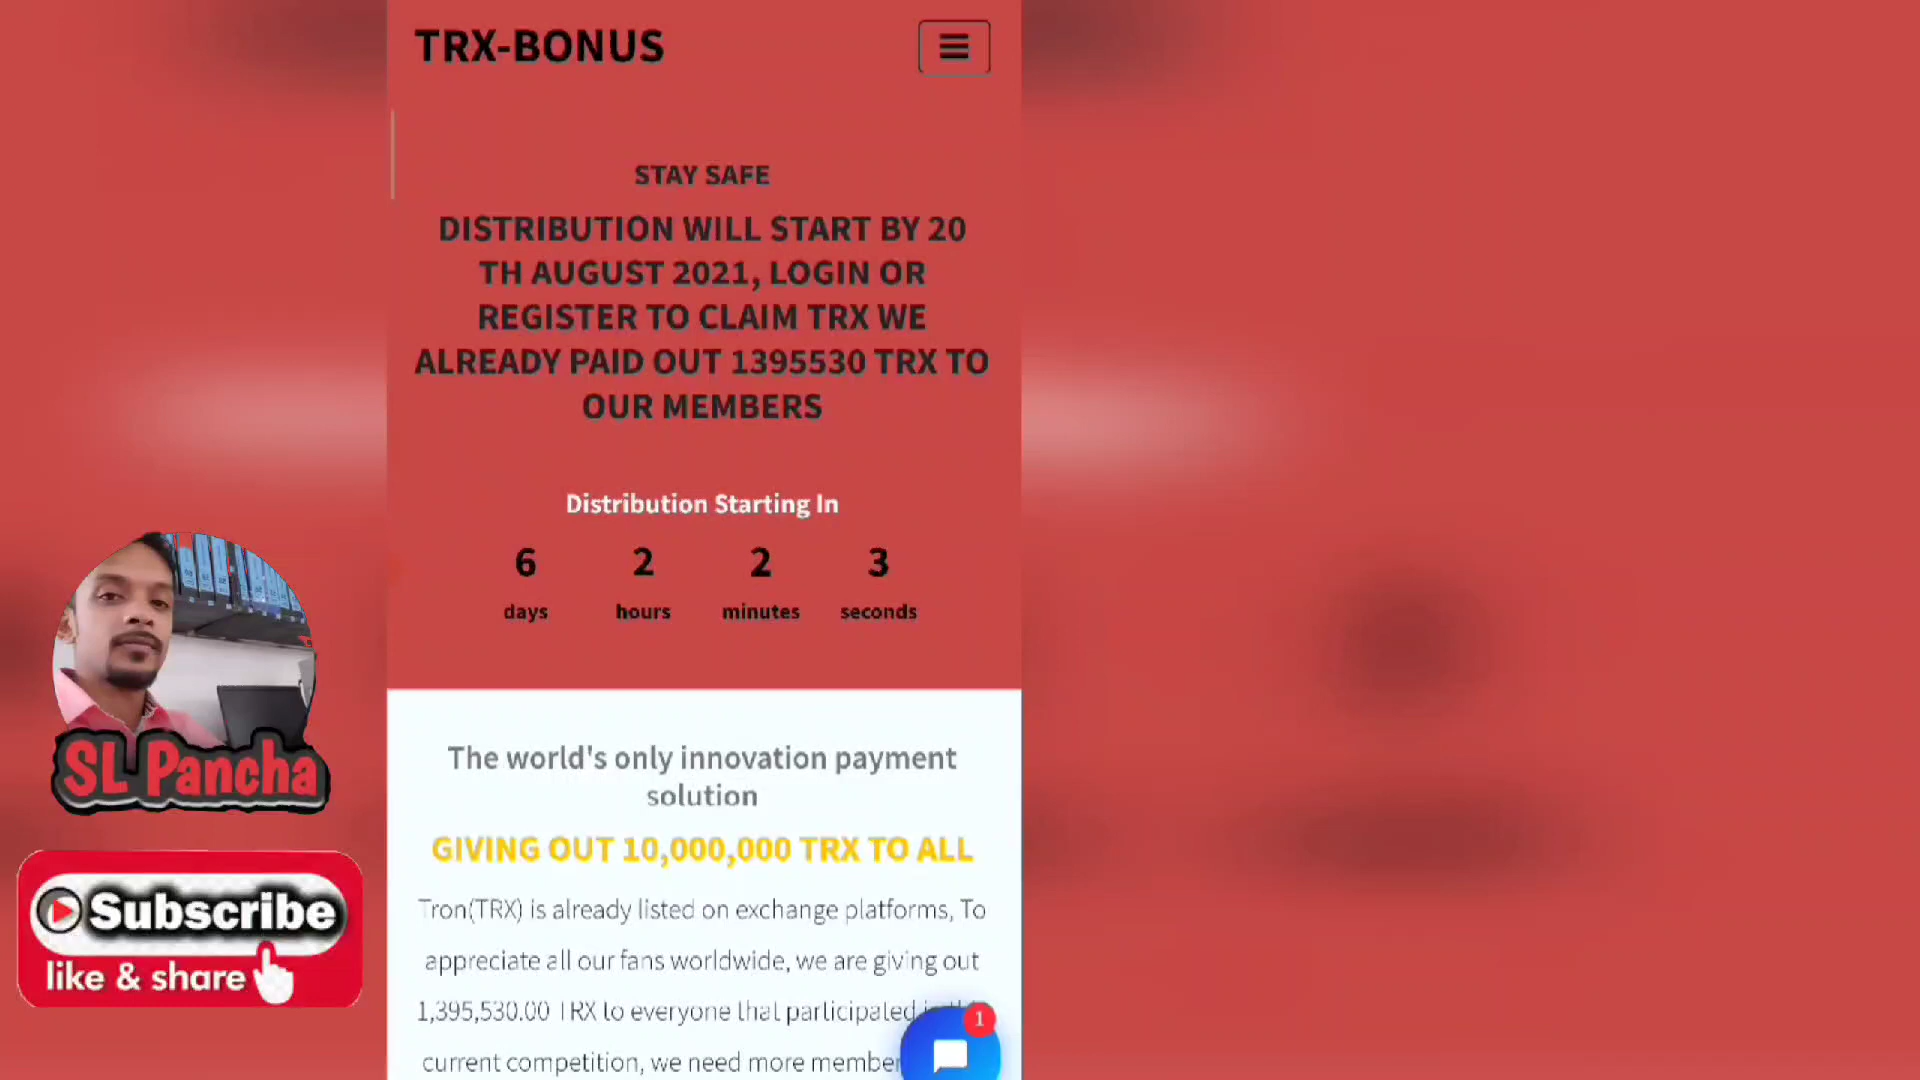 TRX-BONUS
STAY SAFE
DISTRIBUTION WILL START BY 20
TH AUGUST 2021, LOGIN OR
REGISTER TO CLAIM TRX WE
ALREADY PAID OUT 1395530 TRX TO
OUR MEMBERS
Distribution Starting In
6 2 2 3
days hours minutes seconds
The world's only innovation payment
solution
GIVING OUT 10,000,000 TRX TO ALL
Tron(TRX) is already listed on exchange platforms, To
appreciate all our fans worldwide, we are giving out
1,395,530.00 TRX to everyone that participated
current competition, we need more
1
SL Pancha
Subscribe
like & share